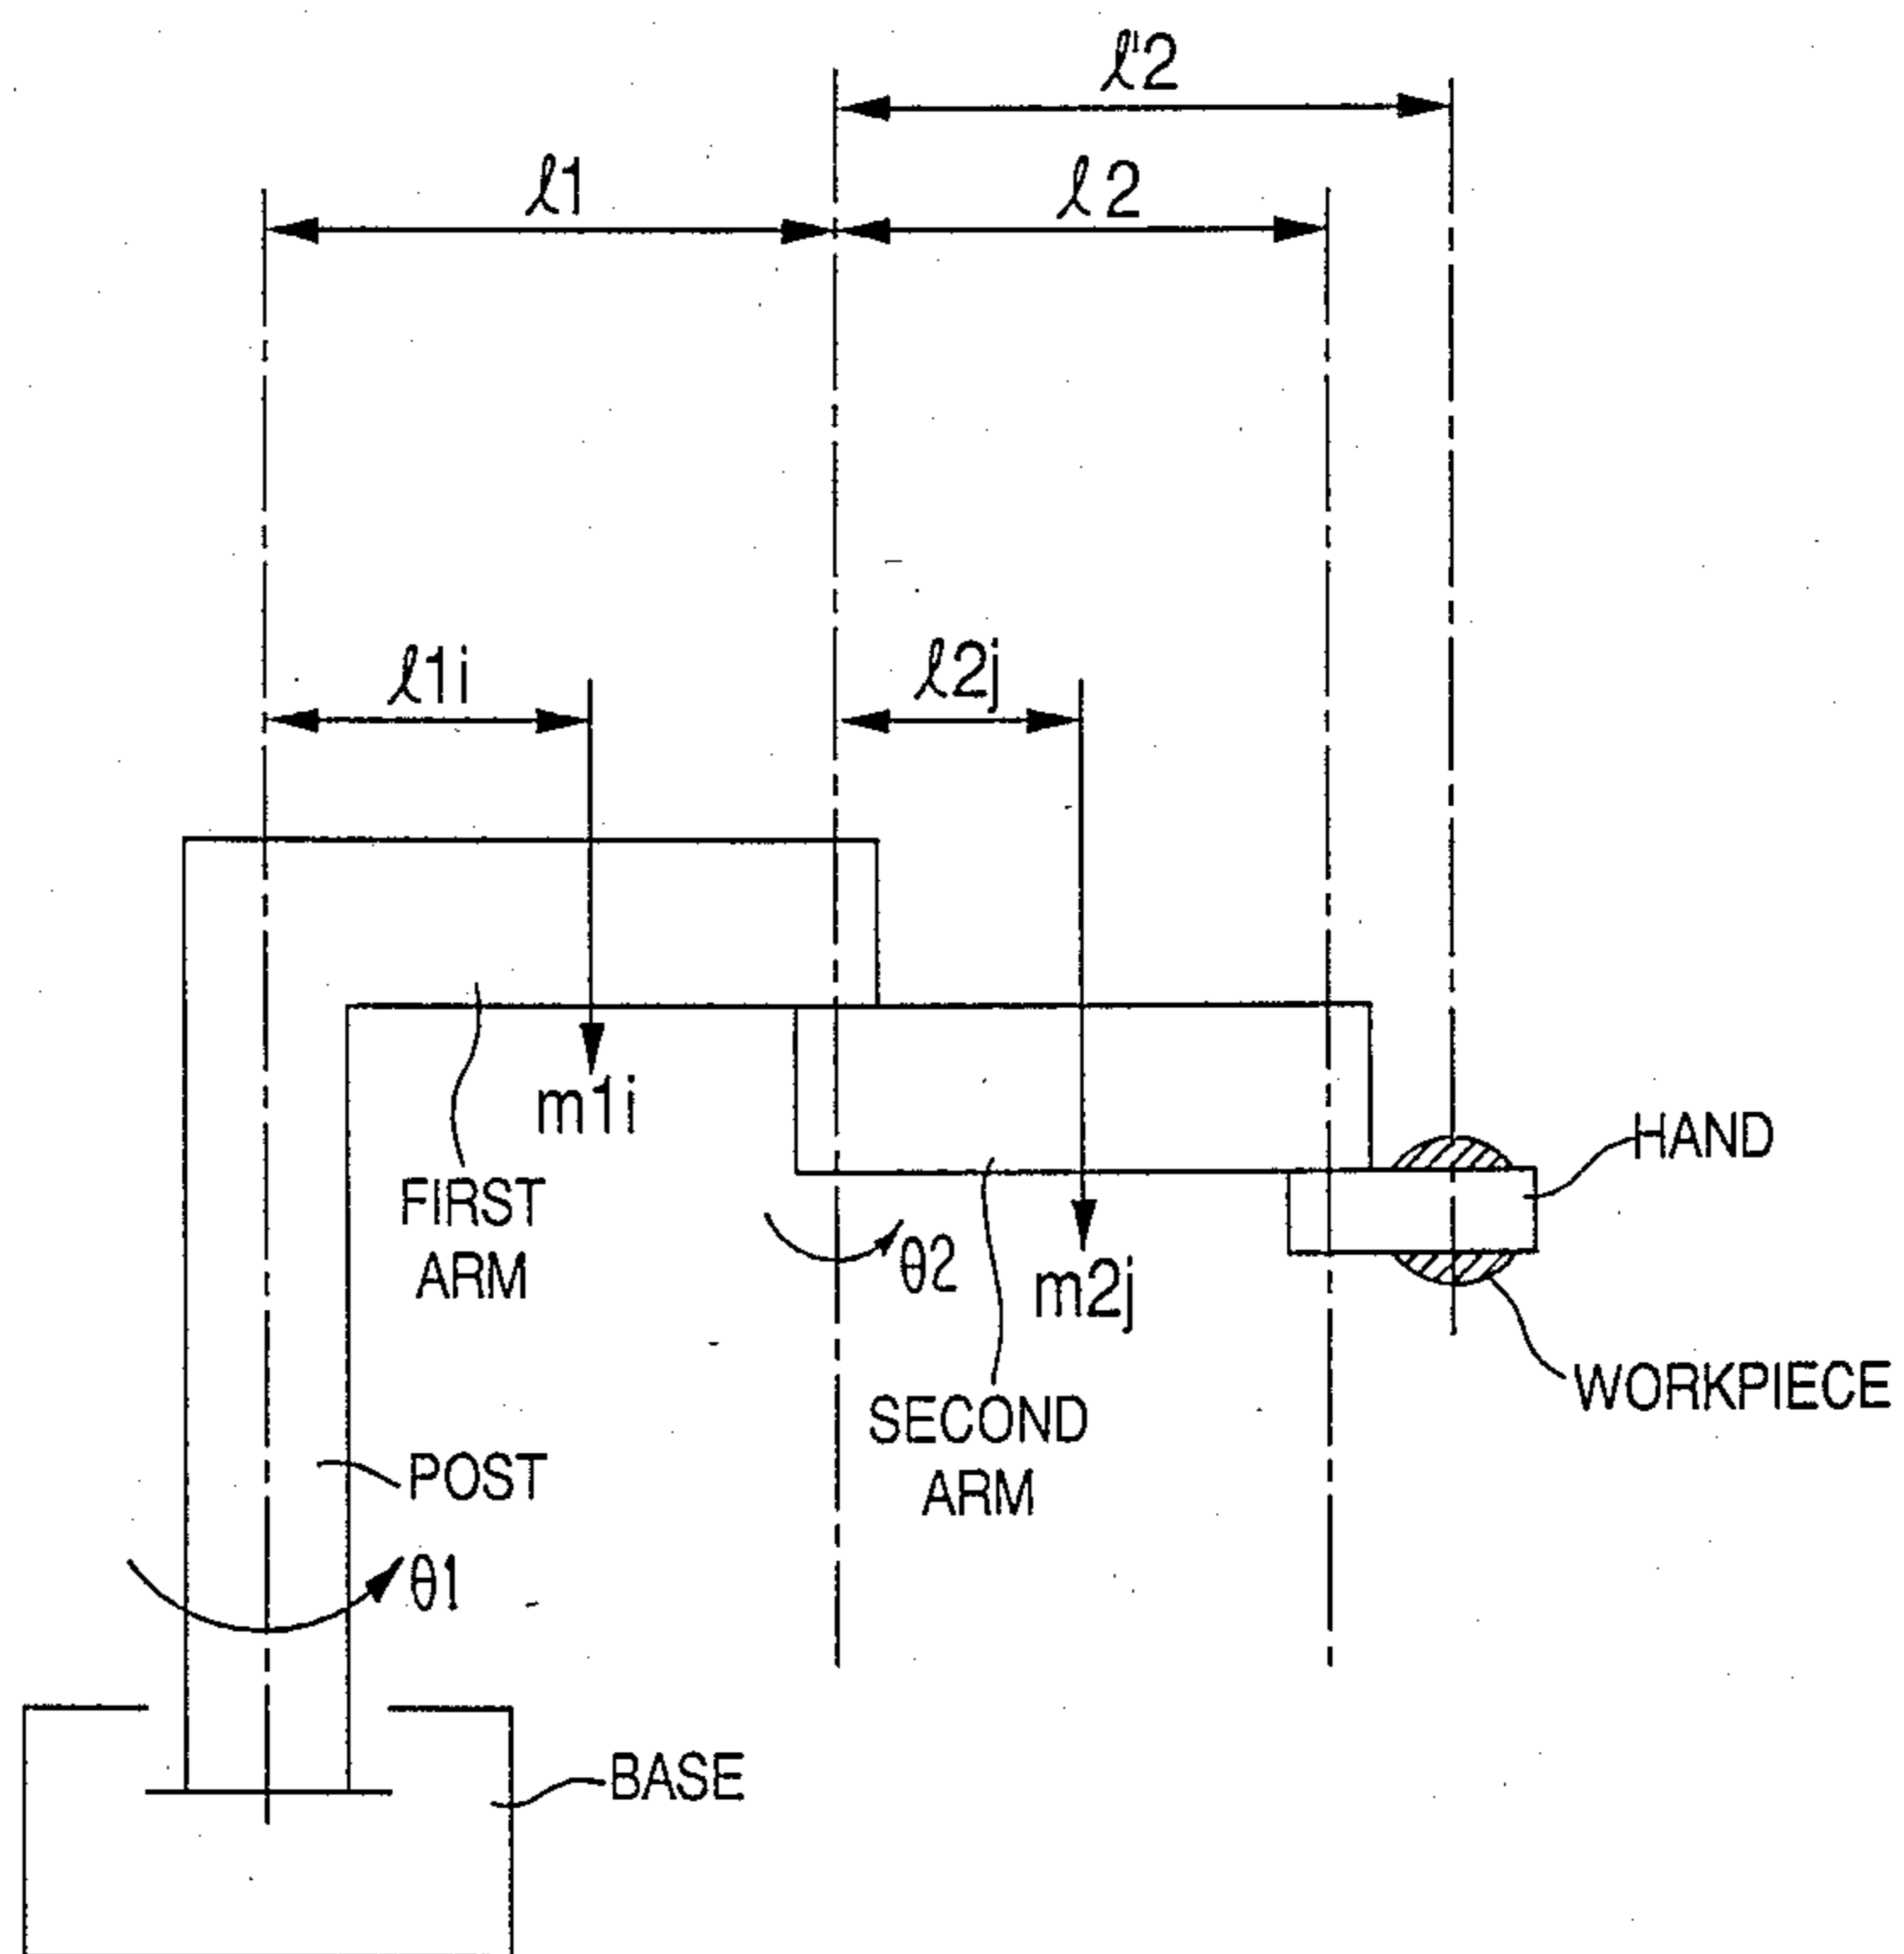 ℓ'2
ℓ1
ℓ2
ℓ1i
ℓ2j
m1i
HAND
FIRST
ARM
θ2
m2j
WORKPIECE
SECOND
ARM
POST
θ1
BASE